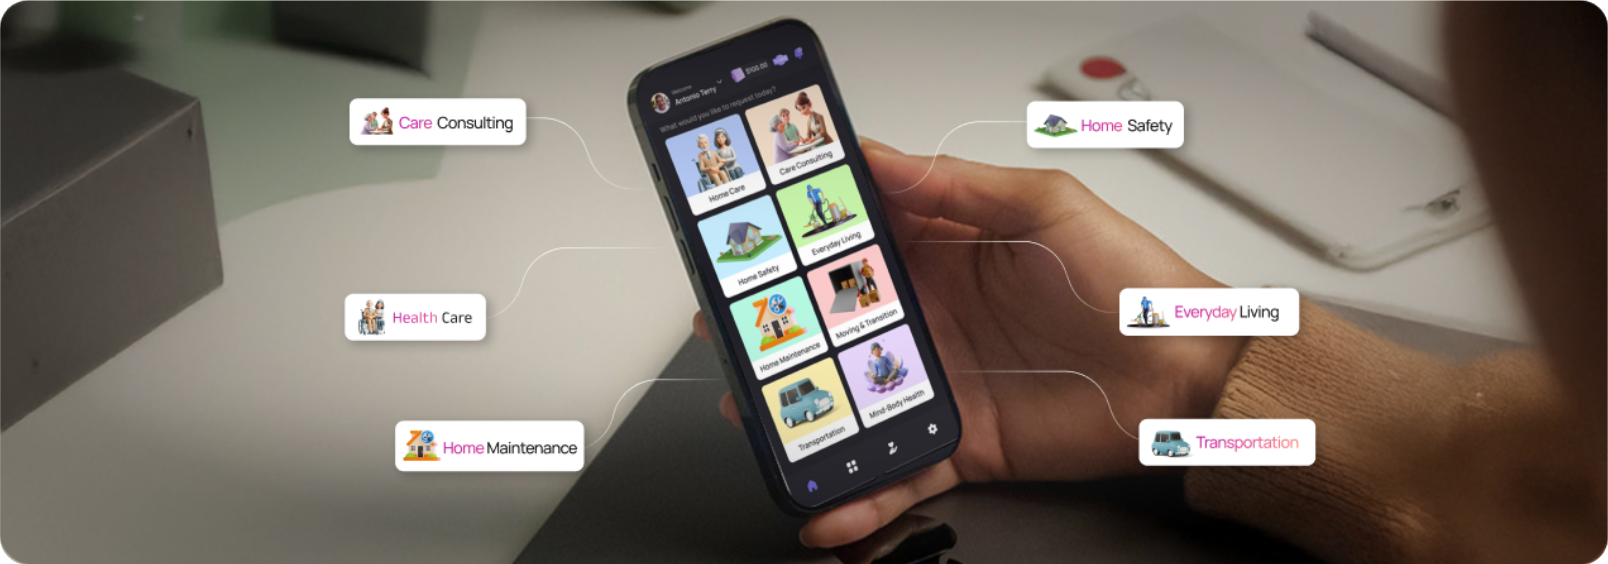 Care Consulting
Health Care
Home Maintenance
Welcome
Antonio Terry
$100.00
What would you like to request today?
Home Care
Care Consulting
Home Safety
Everyday Living
Home Maintenance
Moving & Transition
Transportation
Mind-Body Health
Home Safety
Everyday Living
Transportation